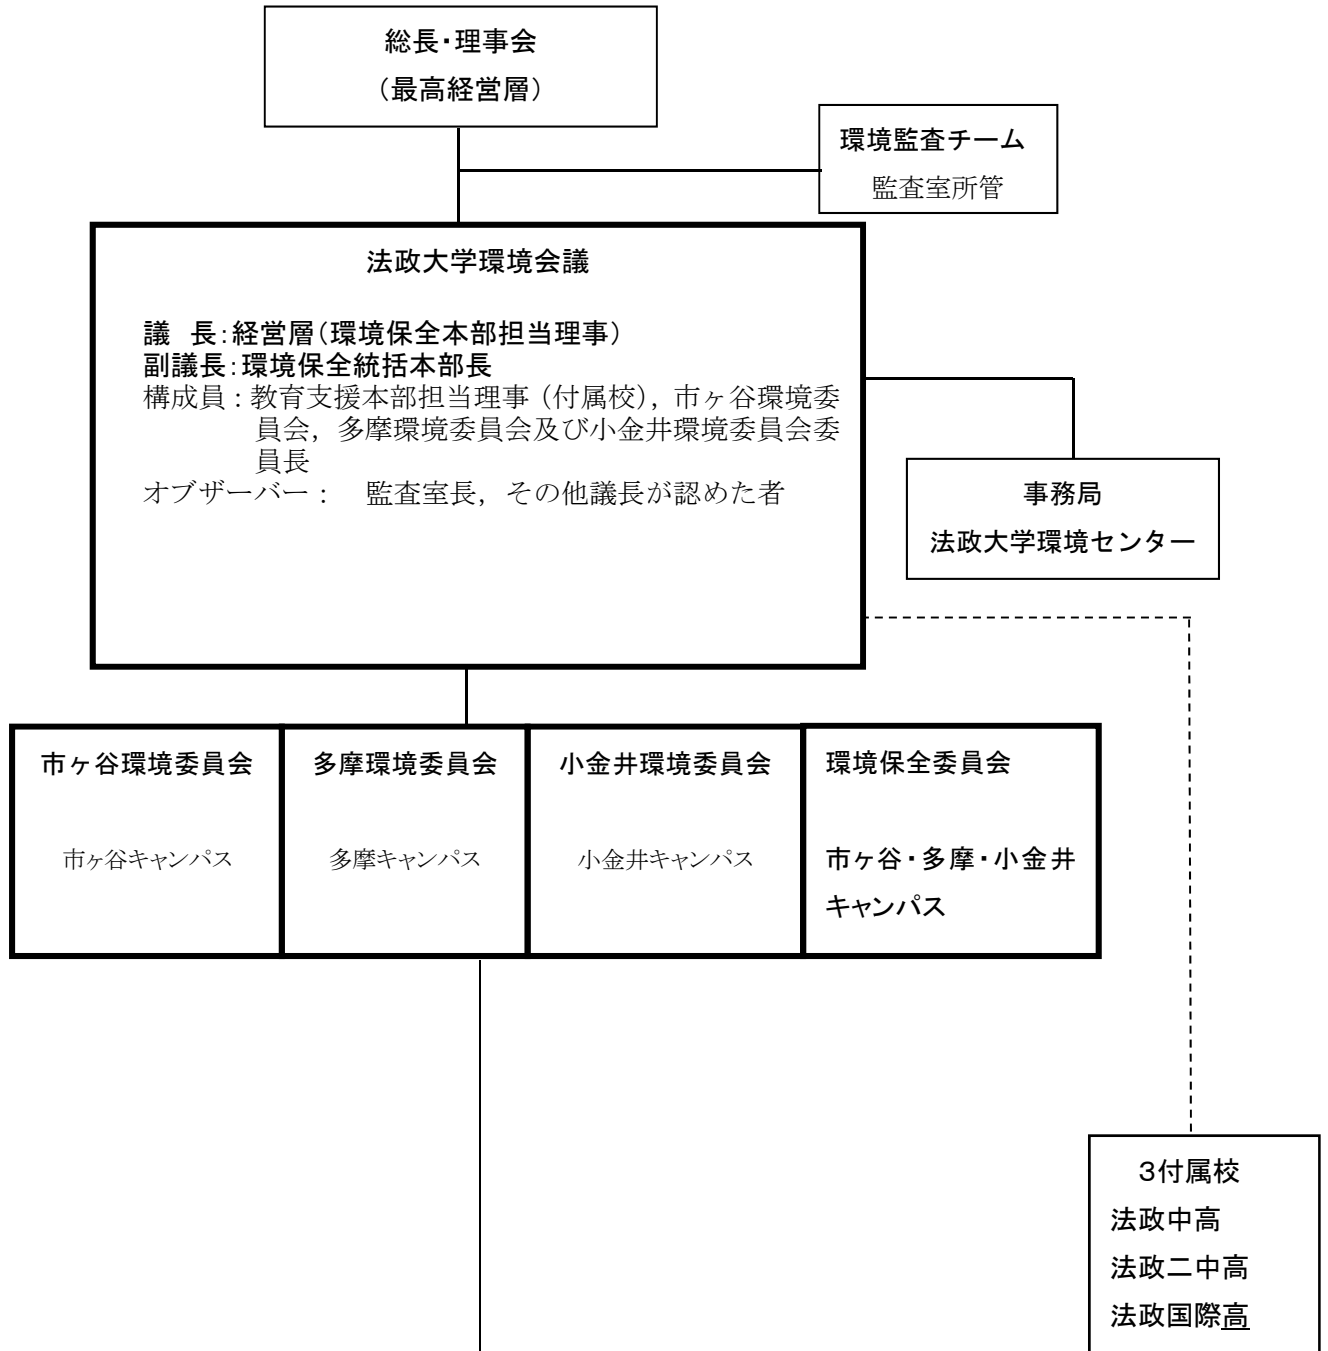 総長・理事会
（最高経営層）
環境監査チーム
監査室所管
法政大学環境会議
議　長：経営層（環境保全本部担当理事）
副議長：環境保全統括本部長
構成員：教育支援本部担当理事（付属校），市ヶ谷環境委
員会，多摩環境委員会及び小金井環境委員会委
員長
オブザーバー：　監査室長，その他議長が認めた者
事務局
法政大学環境センター
市ヶ谷環境委員会
市ヶ谷キャンパス
多摩環境委員会
多摩キャンパス
小金井環境委員会
小金井キャンパス
環境保全委員会
市ヶ谷・多摩・小金井
キャンパス
３付属校
法政中高
法政二中高
法政国際高